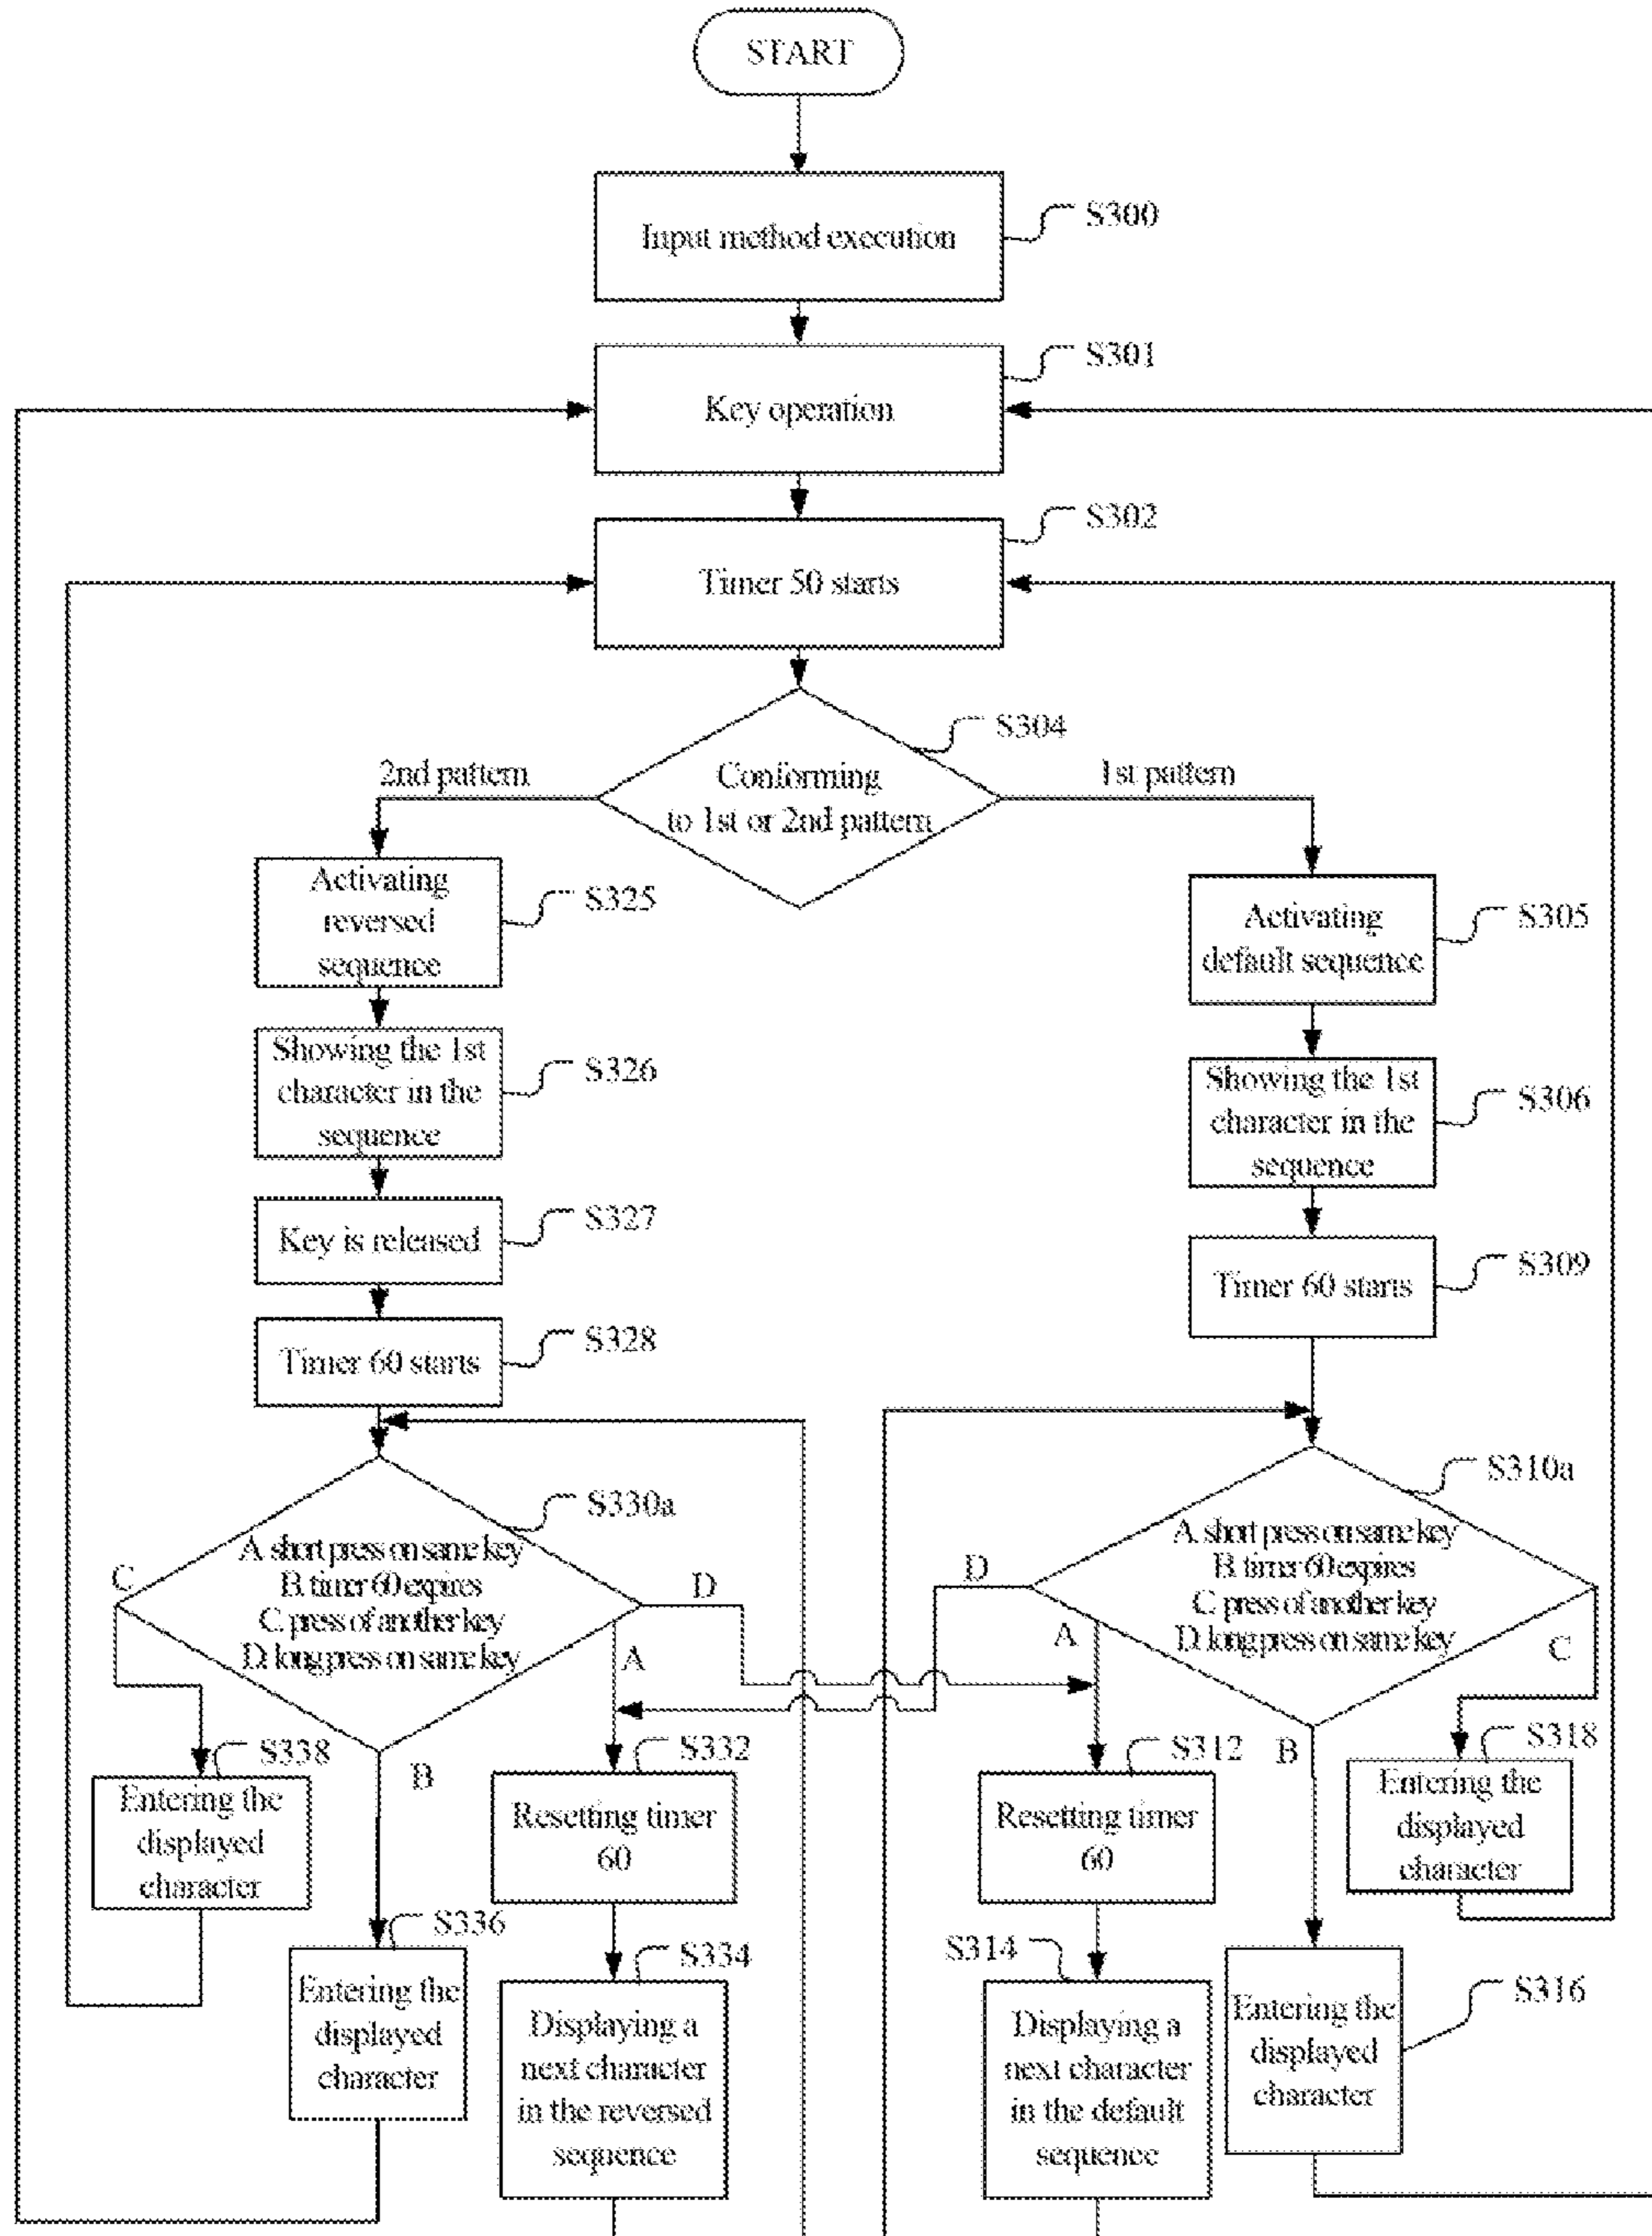 START
Input method execution
S300
Key operation
S301
Timer 50 starts
S302
Conforming
to 1st or 2nd pattern
S304
2nd pattern
1st pattern
Activating
reversed
sequence
S325
Activating
default sequence
S305
Showing the 1st
character in the
sequence
S326
Showing the 1st
character in the
sequence
S306
Key is released
S327
Timer 60 starts
S309
Timer 60 starts
S328
S330a
A. short press on same key
B. timer 60 expires
C. press of another key
D. long press on same key
C
D
A
B
S310a
A. short press on same key
B. timer 60 expires
C. press of another key
D. long press on same key
D
A
B
C
S338
Entering the
displayed
character
S332
Resetting timer
60
S312
Resetting timer
60
S318
Entering the
displayed
character
S336
Entering the
displayed
character
S334
Displaying a
next character
in the reversed
sequence
S314
Displaying a
next character
in the default
sequence
S316
Entering the
displayed
character